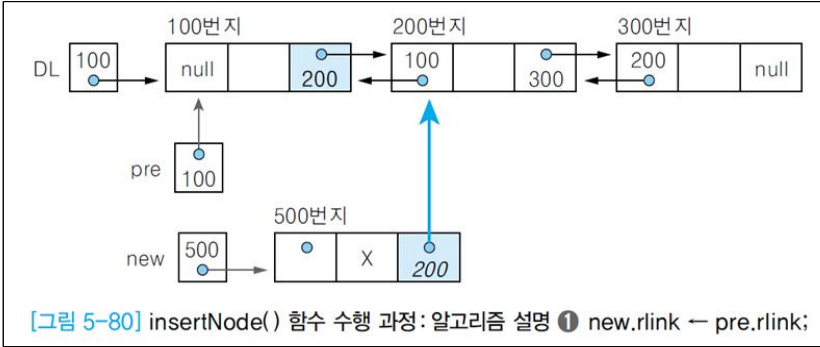 100번지 200번지 300번지
DL 100 null 200 100 300 200 null
pre 100
500번지
new 500 X 200
[그림 5-80] insertNode() 함수 수행 과정: 알고리즘 설명 ❶ new.rlink ← pre.rlink;